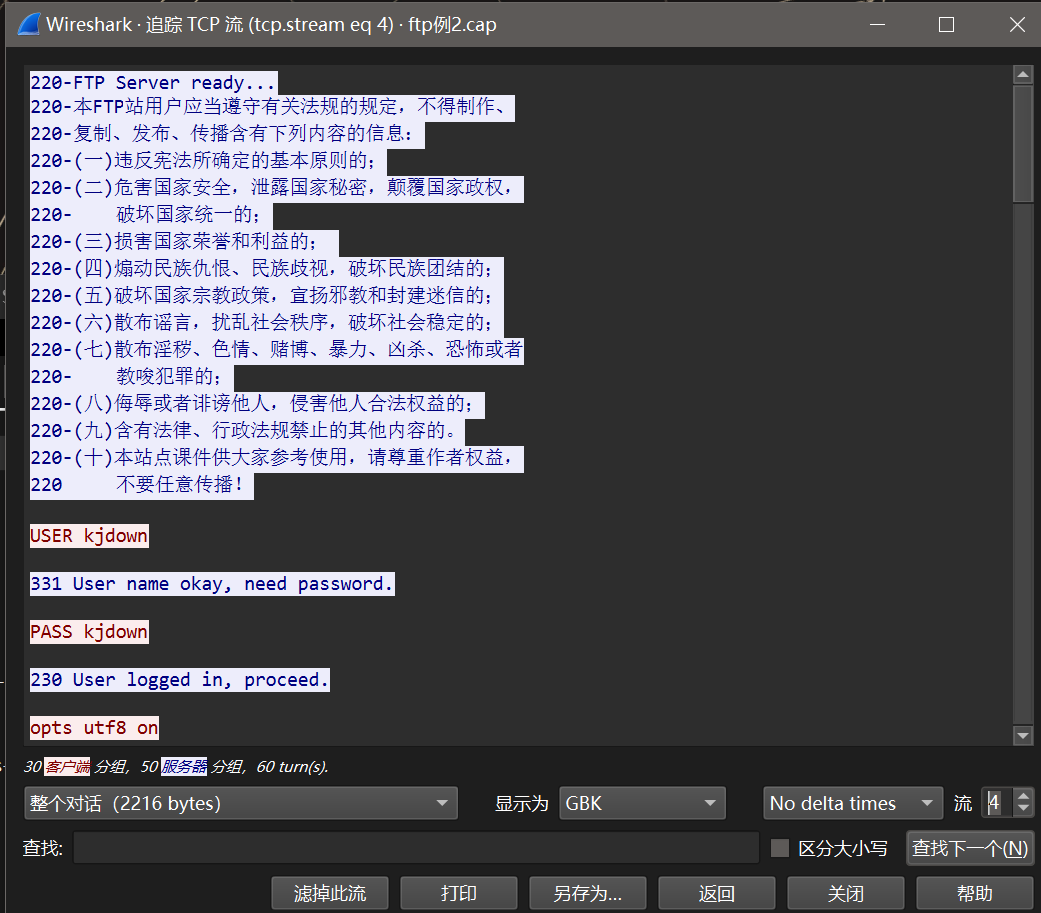 Wireshark · 追踪 TCP 流 (tcp.stream eq 4) · ftp例2.cap
220-FTP Server ready...
220-本FTP站用户应当遵守有关法规的规定，不得制作、
220-复制、发布、传播含有下列内容的信息：
220-(一)违反宪法所确定的基本原则的；
220-(二)危害国家安全，泄露国家秘密，颠覆国家政权，
220-    破坏国家统一的；
220-(三)损害国家荣誉和利益的；
220-(四)煽动民族仇恨、民族歧视，破坏民族团结的；
220-(五)破坏国家宗教政策，宣扬邪教和封建迷信的；
220-(六)散布谣言，扰乱社会秩序，破坏社会稳定的；
220-(七)散布淫秽、色情、赌博、暴力、凶杀、恐怖或者
220-    教唆犯罪的；
220-(八)侮辱或者诽谤他人，侵害他人合法权益的；
220-(九)含有法律、行政法规禁止的其他内容的。
220-(十)本站点课件供大家参考使用，请尊重作者权益，
220     不要任意传播！
USER kjdown
331 User name okay, need password.
PASS kjdown
230 User logged in, proceed.
opts utf8 on
30 客户端 分组，50 服务器 分组，60 turn(s).
整个对话（2216 bytes） 显示为 GBK No delta times 流 4
查找: 区分大小写 查找下一个(N)
滤掉此流 打印 另存为… 返回 关闭 帮助